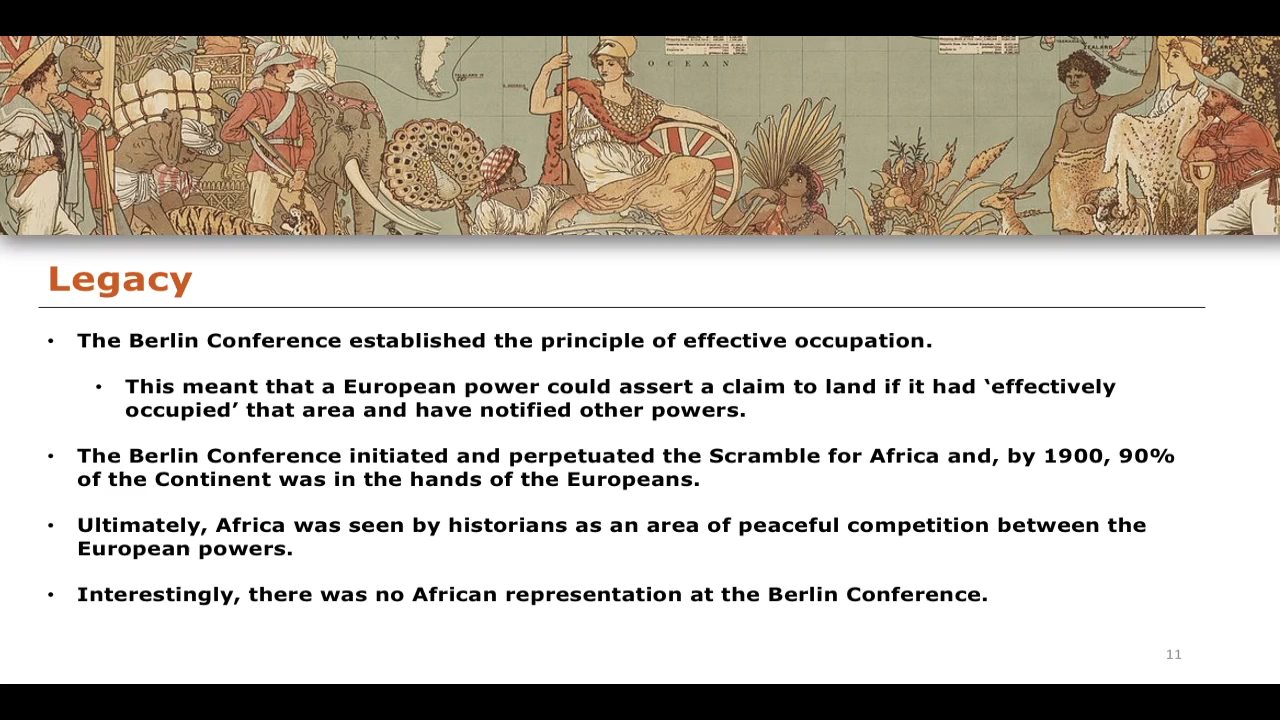 OCEAN
Legacy
• The Berlin Conference established the principle of effective occupation.
• This meant that a European power could assert a claim to land if it had ‘effectively
occupied’ that area and have notified other powers.
• The Berlin Conference initiated and perpetuated the Scramble for Africa and, by 1900, 90%
of the Continent was in the hands of the Europeans.
• Ultimately, Africa was seen by historians as an area of peaceful competition between the
European powers.
• Interestingly, there was no African representation at the Berlin Conference.
11